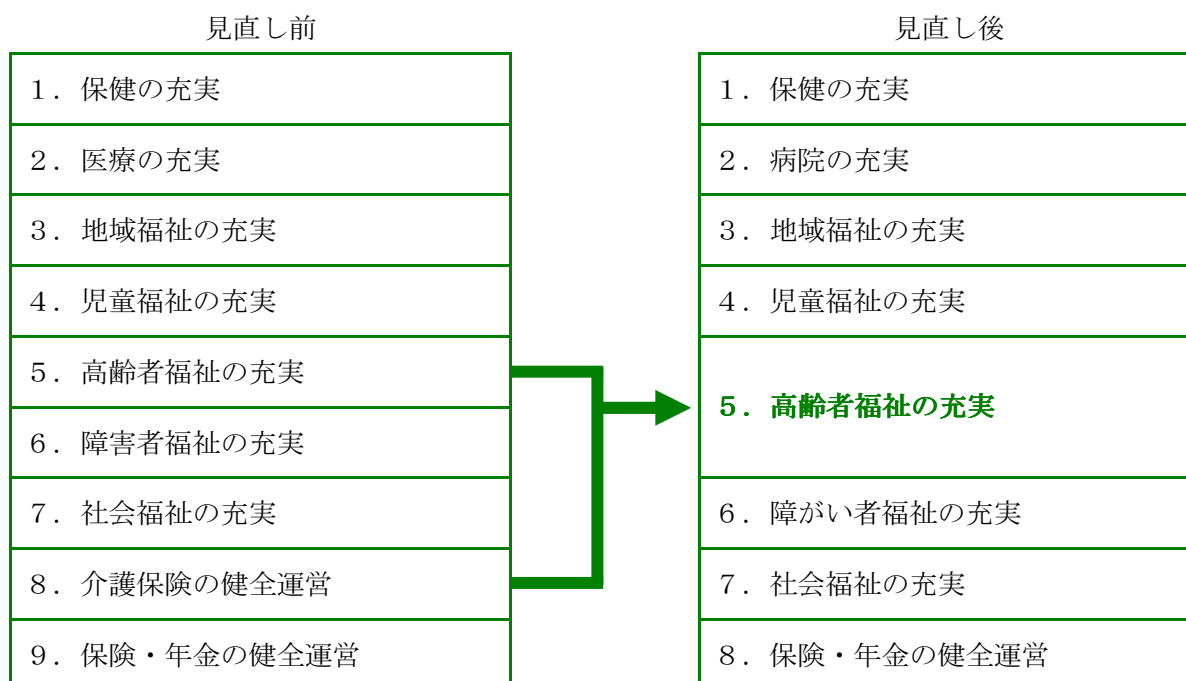 見直し前
1．保健の充実
2．医療の充実
3．地域福祉の充実
4．児童福祉の充実
5．高齢者福祉の充実
6．障害者福祉の充実
7．社会福祉の充実
8．介護保険の健全運営
9．保険・年金の健全運営
見直し後
1．保健の充実
2．病院の充実
3．地域福祉の充実
4．児童福祉の充実
5．高齢者福祉の充実
6．障がい者福祉の充実
7．社会福祉の充実
8．保険・年金の健全運営